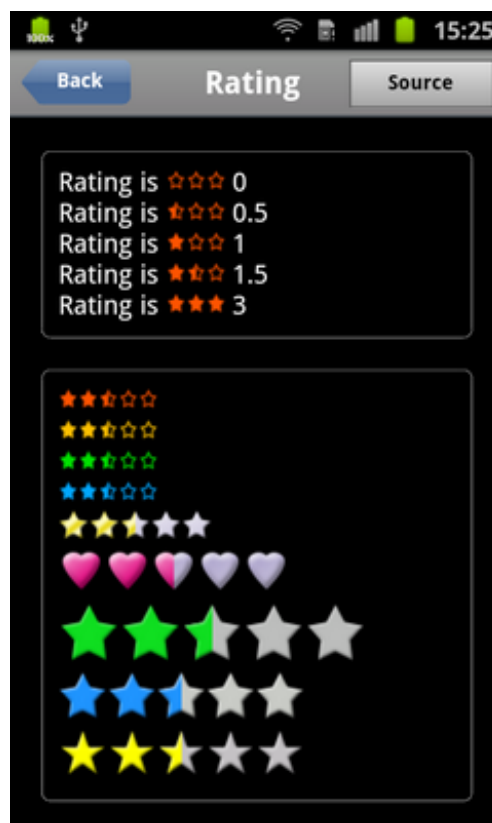 100%
15:25
Back
Rating
Source
Rating is 0
Rating is 0.5
Rating is 1
Rating is 1.5
Rating is 3